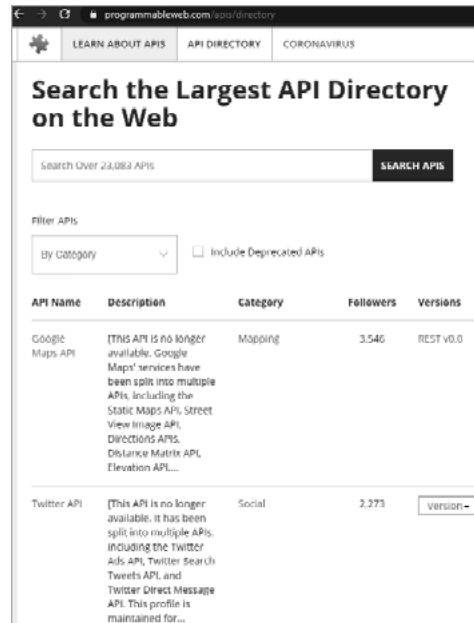 programmableweb.com/apis/directory
LEARN ABOUT APIS API DIRECTORY CORONAVIRUS
Search the Largest API Directory
on the Web
Search Over 23,083 APIs SEARCH APIS
Filter APIs
By Category Include Deprecated APIs
API Name Description Category Followers Versions
Google [This API is no longer Mapping 3,546 REST v0.0
Maps API available. Google
Maps' services have
been split into multiple
APIs, including the
Static Maps API, Street
View Image API,
Directions APIs,
Distance Matrix API,
Elevation API,...
Twitter API [This API is no longer Social 2,273 Version
available. It has been
split into multiple APIs,
including the Twitter
Ads API, Twitter Search
Tweets API, and
Twitter Direct Message
API. This profile is
maintained for...